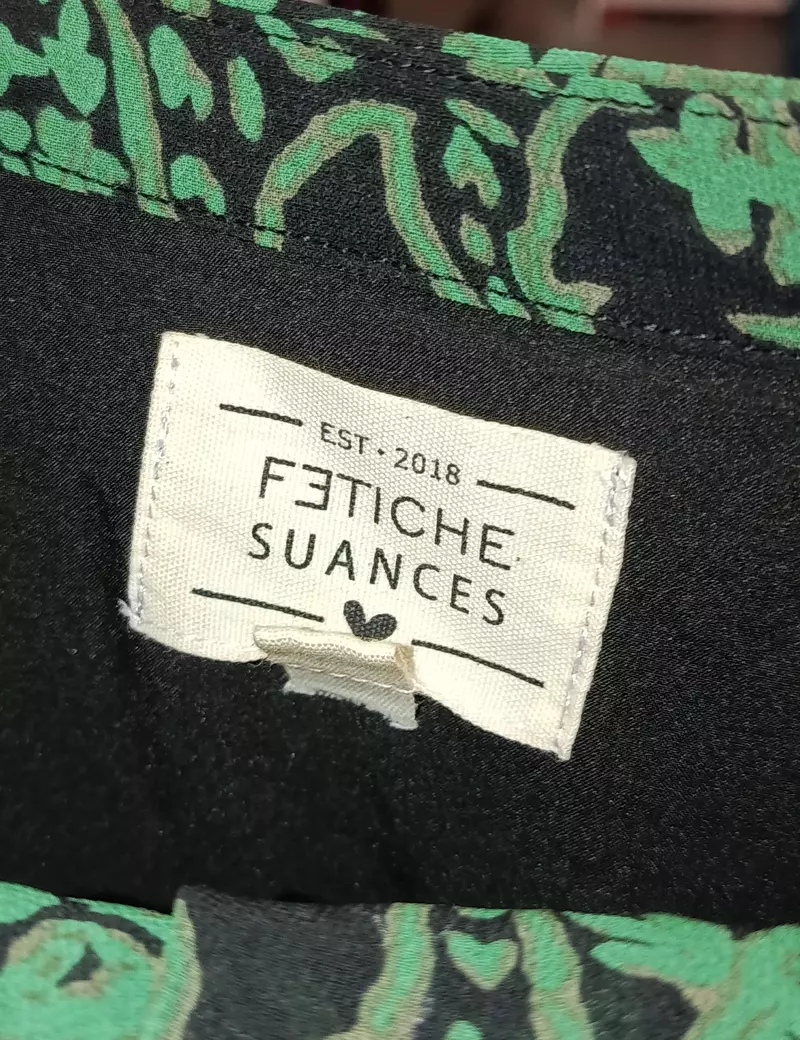 EST · 2018
FƎTICHE
SUANCES